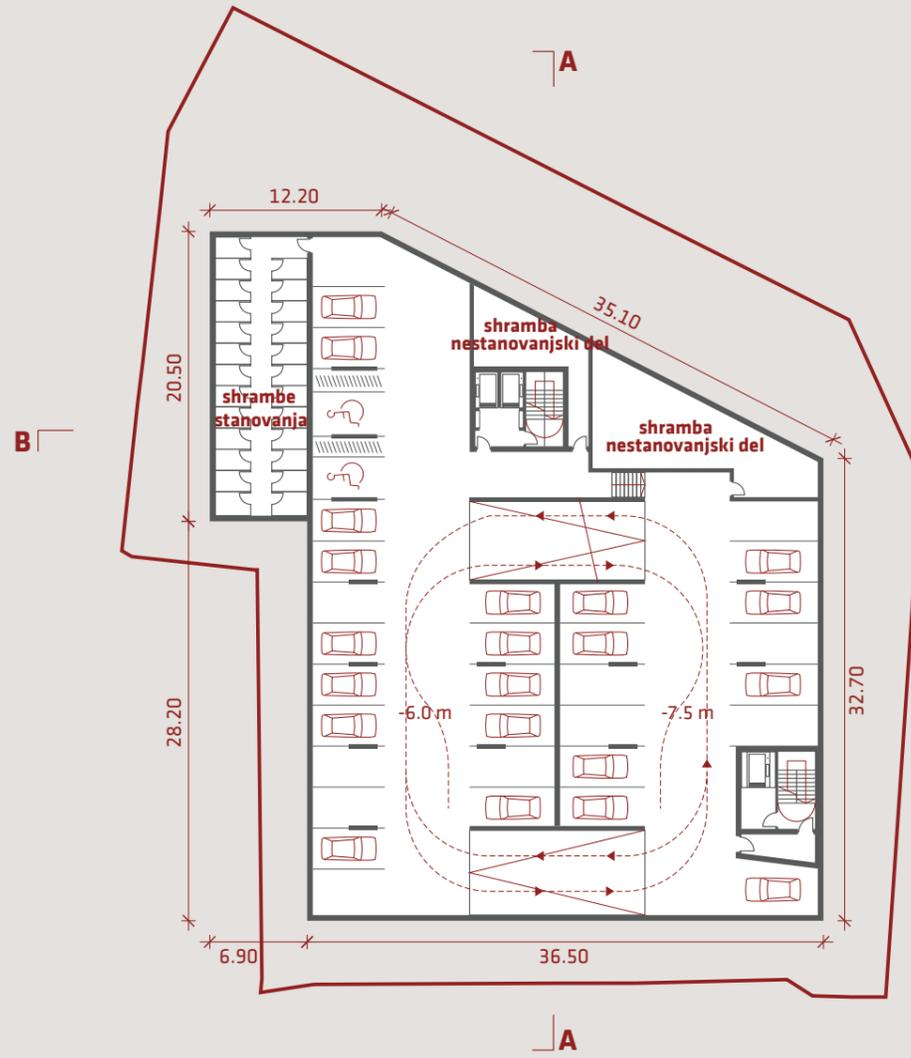 A
12.20
35.10
shramba
nestanovanjski del
20.50
shrambe
stanovanja
shramba
nestanovanjski del
B
-6.0 m
-7.5 m
32.70
28.20
6.90
36.50
A